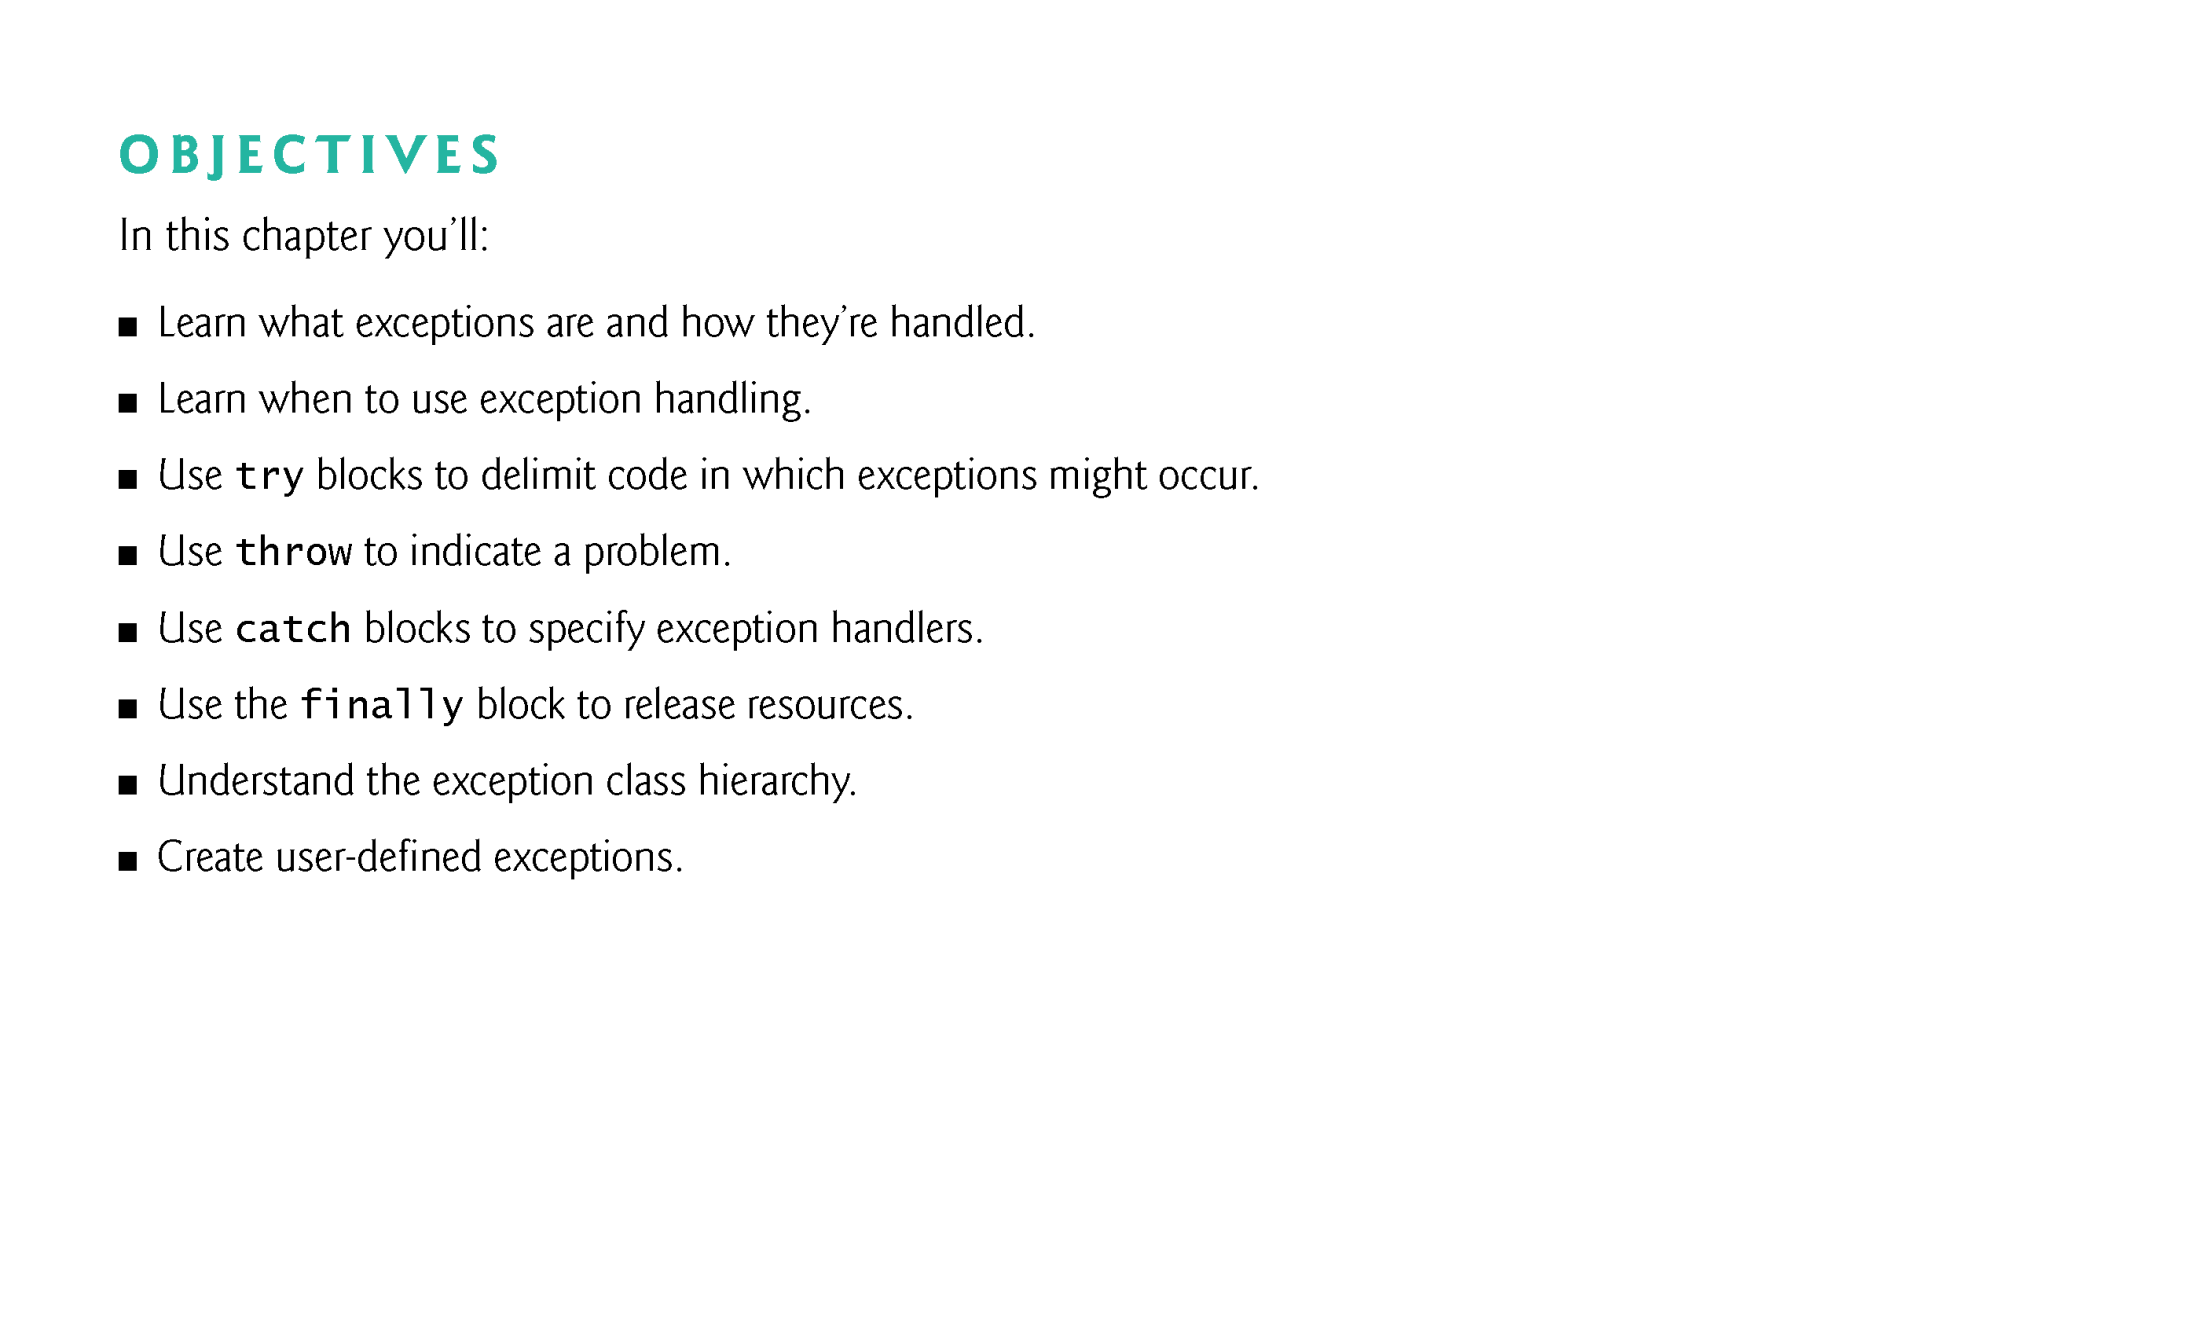 OBJECTIVES
In this chapter you’ll:
■ Learn what exceptions are and how they’re handled.
■ Learn when to use exception handling.
■ Use try blocks to delimit code in which exceptions might occur.
■ Use throw to indicate a problem.
■ Use catch blocks to specify exception handlers.
■ Use the finally block to release resources.
■ Understand the exception class hierarchy.
■ Create user-defined exceptions.